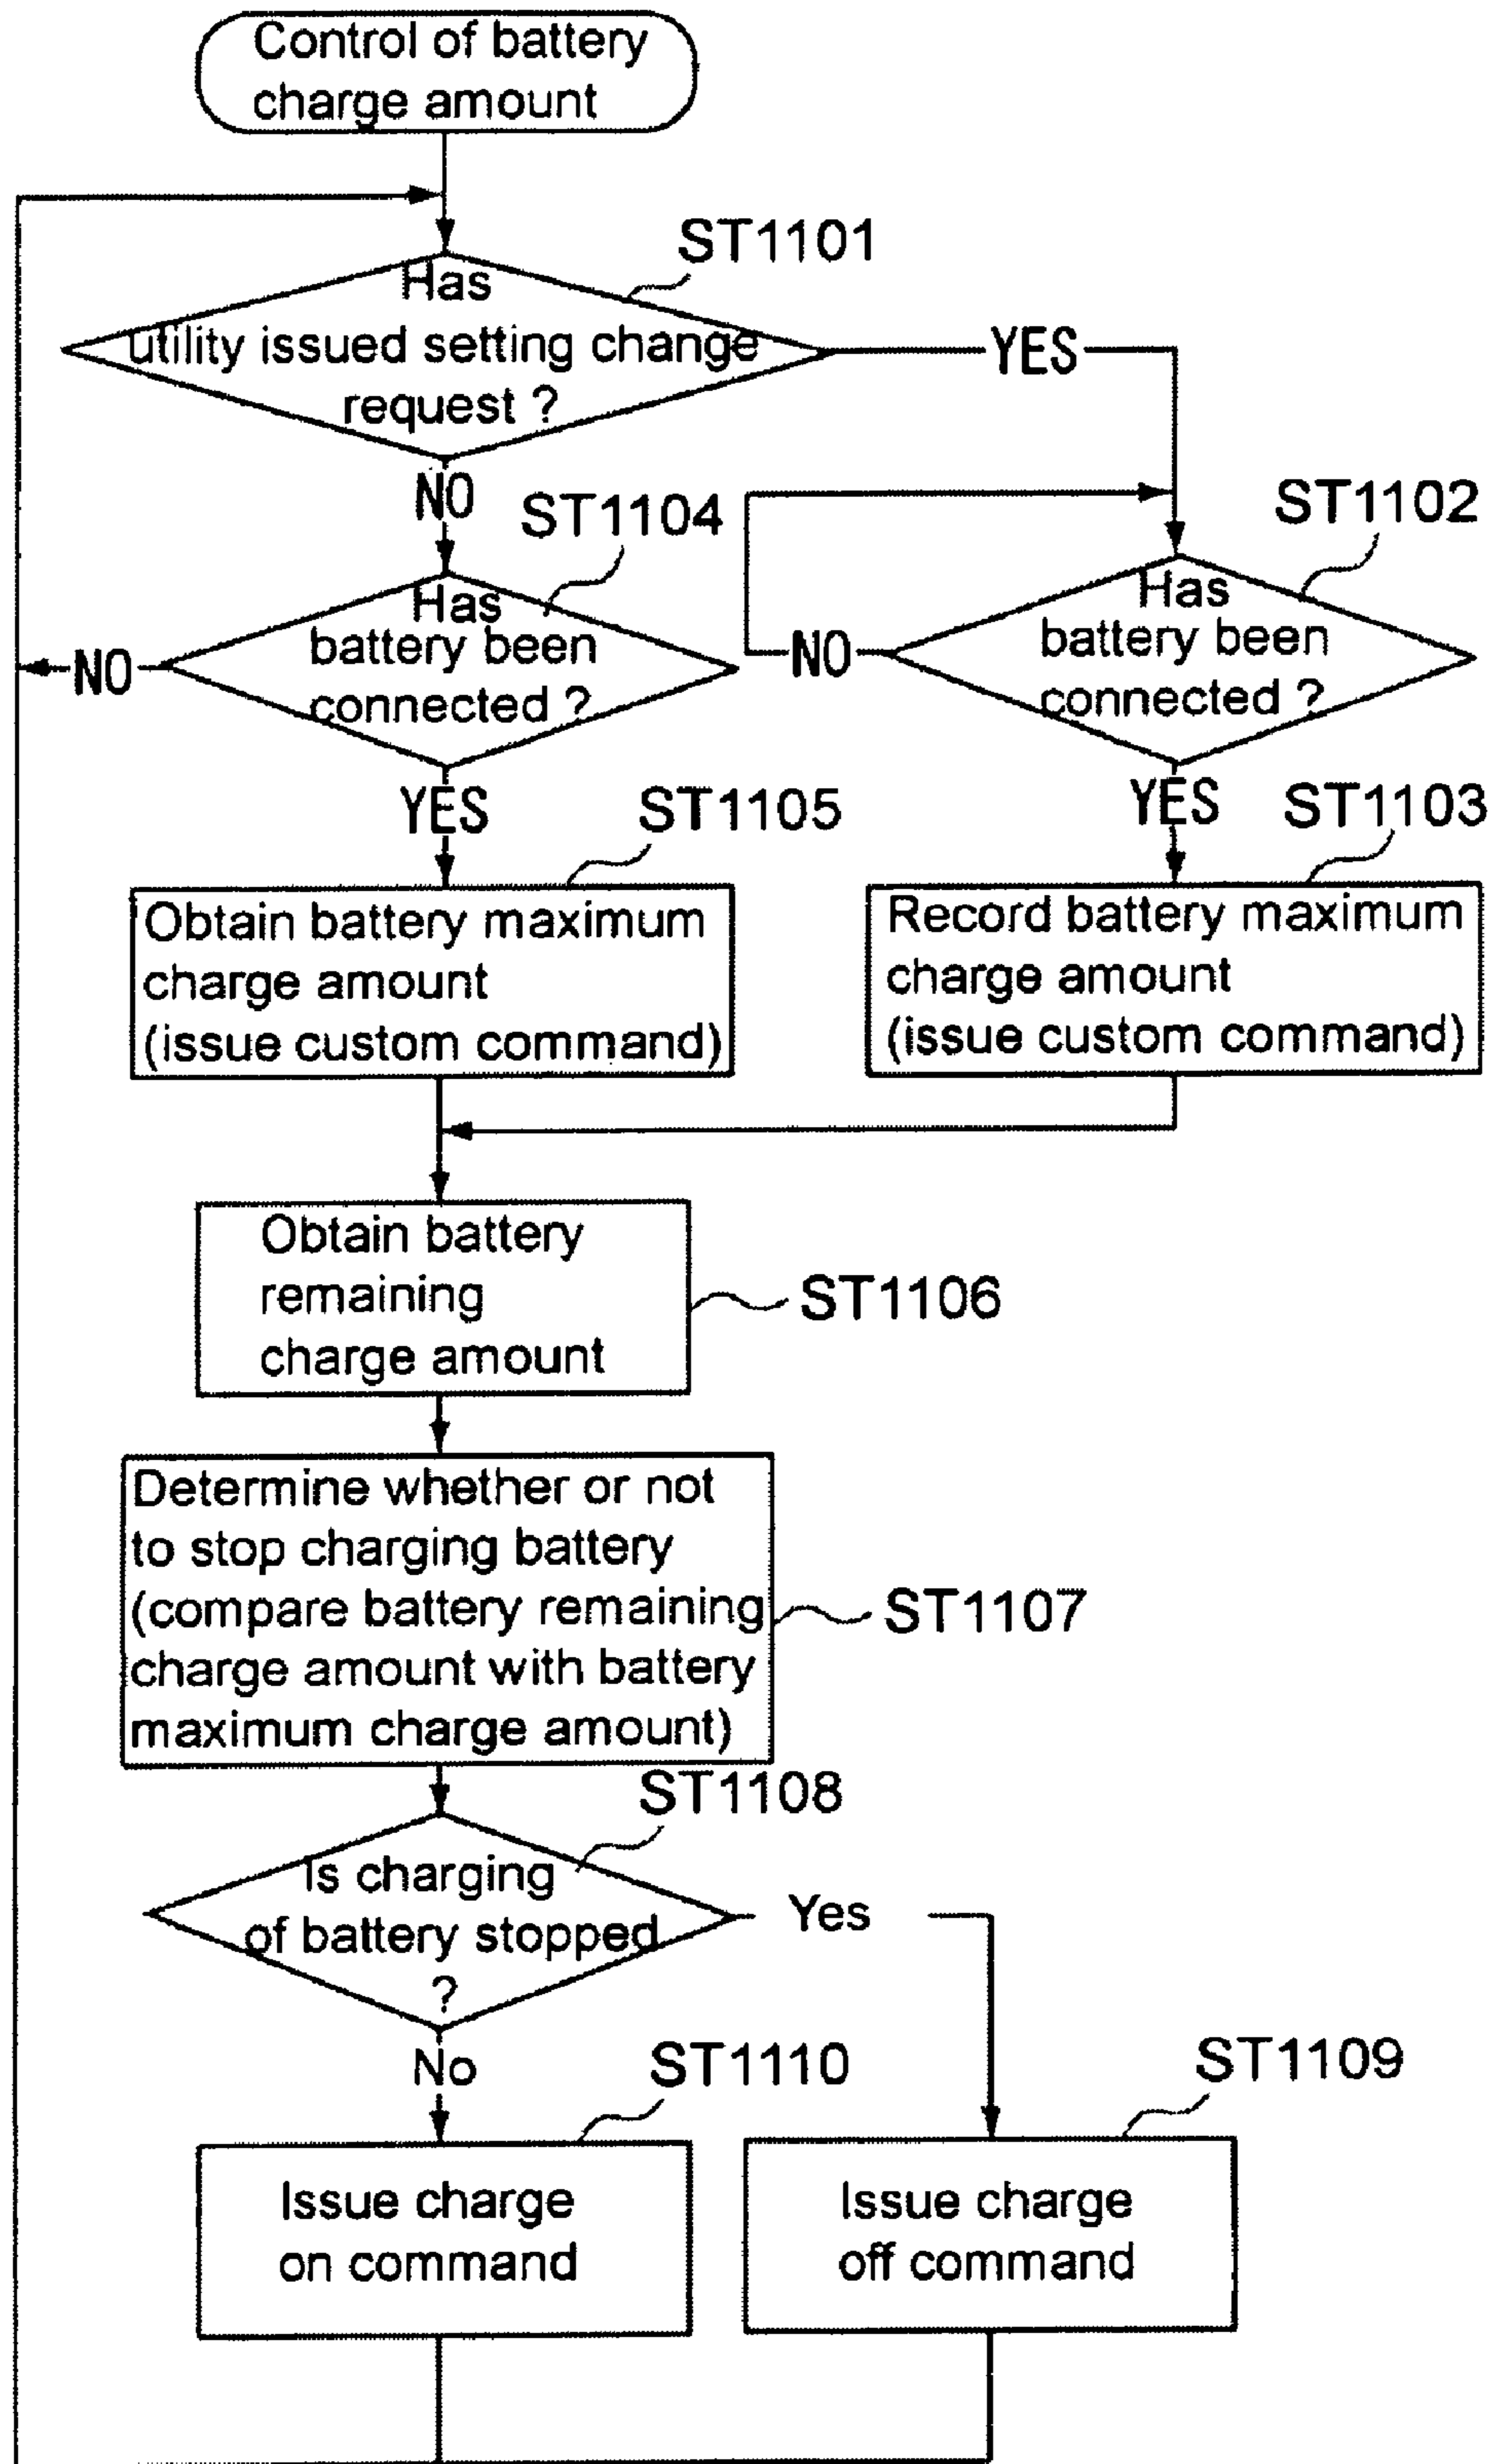 Control of battery
charge amount
ST1101
Has
utility issued setting change
request ?
YES
NO
ST1104
ST1102
Has
battery been
connected ?
NO
Has
battery been
connected ?
NO
YES
ST1105
YES
ST1103
Obtain battery maximum
charge amount
(issue custom command)
Record battery maximum
charge amount
(issue custom command)
Obtain battery
remaining
charge amount
ST1106
Determine whether or not
to stop charging battery
(compare battery remaining
charge amount with battery
maximum charge amount)
ST1107
ST1108
Is charging
of battery stopped
?
Yes
No
ST1110
ST1109
Issue charge
on command
Issue charge
off command